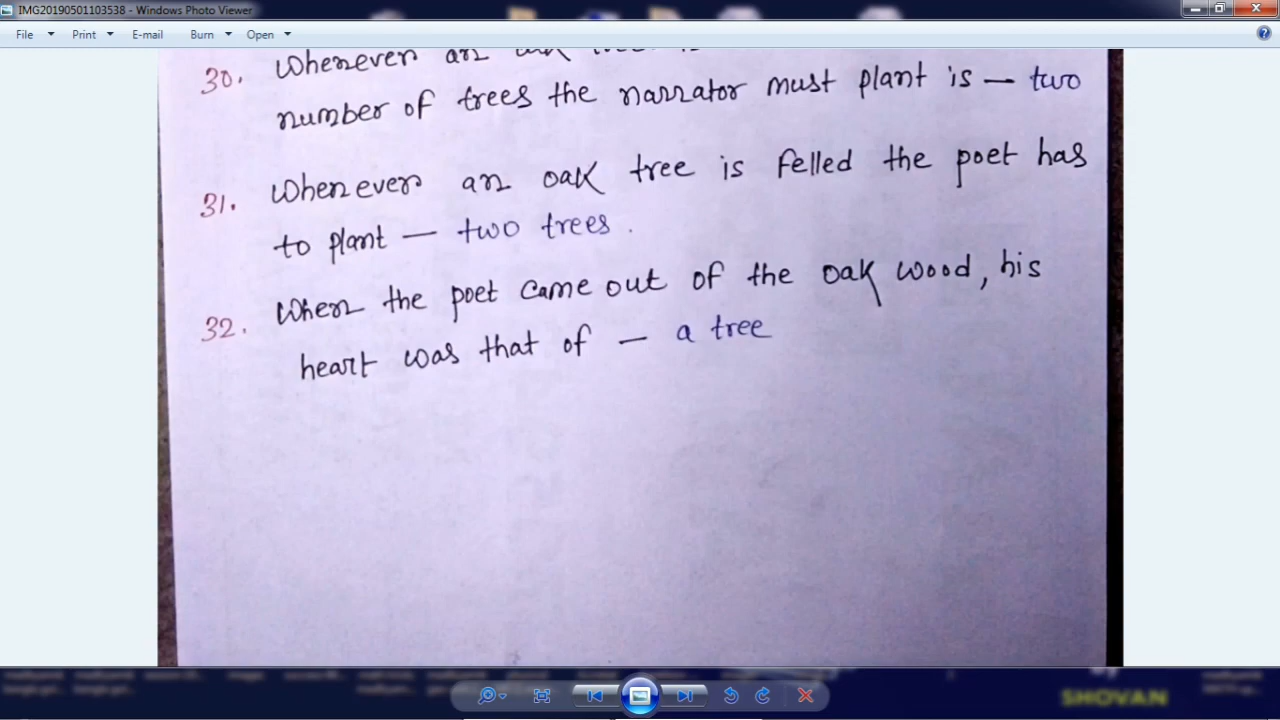 IMG20190501103538 - Windows Photo Viewer
File Print E-mail Burn Open
30. Whenever an
number of trees the narrator must plant is — two
31. Whenever an oak tree is felled the poet has
to plant — two trees.
32. When the poet came out of the oak wood, his
heart was that of — a tree
SHOVAN